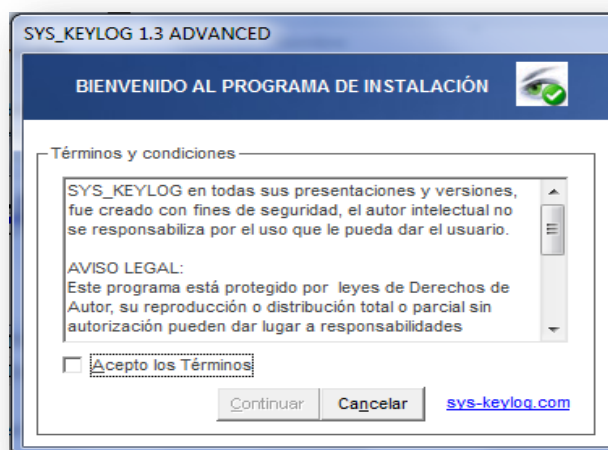 SYS_KEYLOG 1.3 ADVANCED
BIENVENIDO AL PROGRAMA DE INSTALACIÓN
Términos y condiciones
SYS_KEYLOG en todas sus presentaciones y versiones,
fue creado con fines de seguridad, el autor intelectual no
se responsabiliza por el uso que le pueda dar el usuario.
AVISO LEGAL:
Este programa está protegido por leyes de Derechos de
Autor, su reproducción o distribución total o parcial sin
autorización pueden dar lugar a responsabilidades
Acepto los Términos
Continuar Cancelar sys-keylog.com